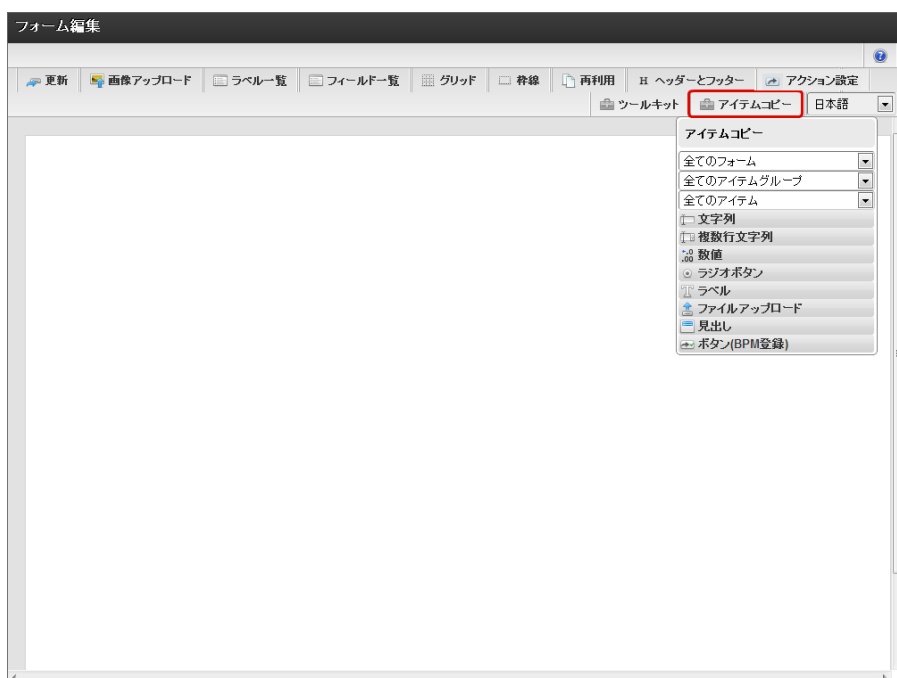 フォーム編集
更新 画像アップロード ラベル一覧 フィールド一覧 グリッド 枠線 再利用 H ヘッダーとフッター アクション設定
ツールキット アイテムコピー 日本語
アイテムコピー
全てのフォーム
全てのアイテムグループ
全てのアイテム
文字列
複数行文字列
数値
ラジオボタン
ラベル
ファイルアップロード
見出し
ボタン(BPM登録)